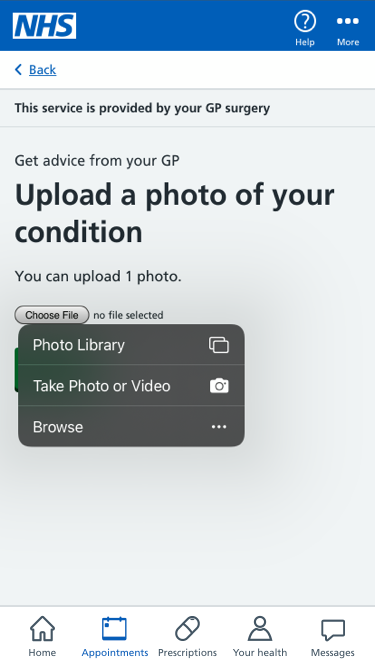 NHS
Help
More
Back
This service is provided by your GP surgery
Get advice from your GP
Upload a photo of your
condition
You can upload 1 photo.
Choose File no file selected
Photo Library
Take Photo or Video
Browse
Home
Appointments
Prescriptions
Your health
Messages